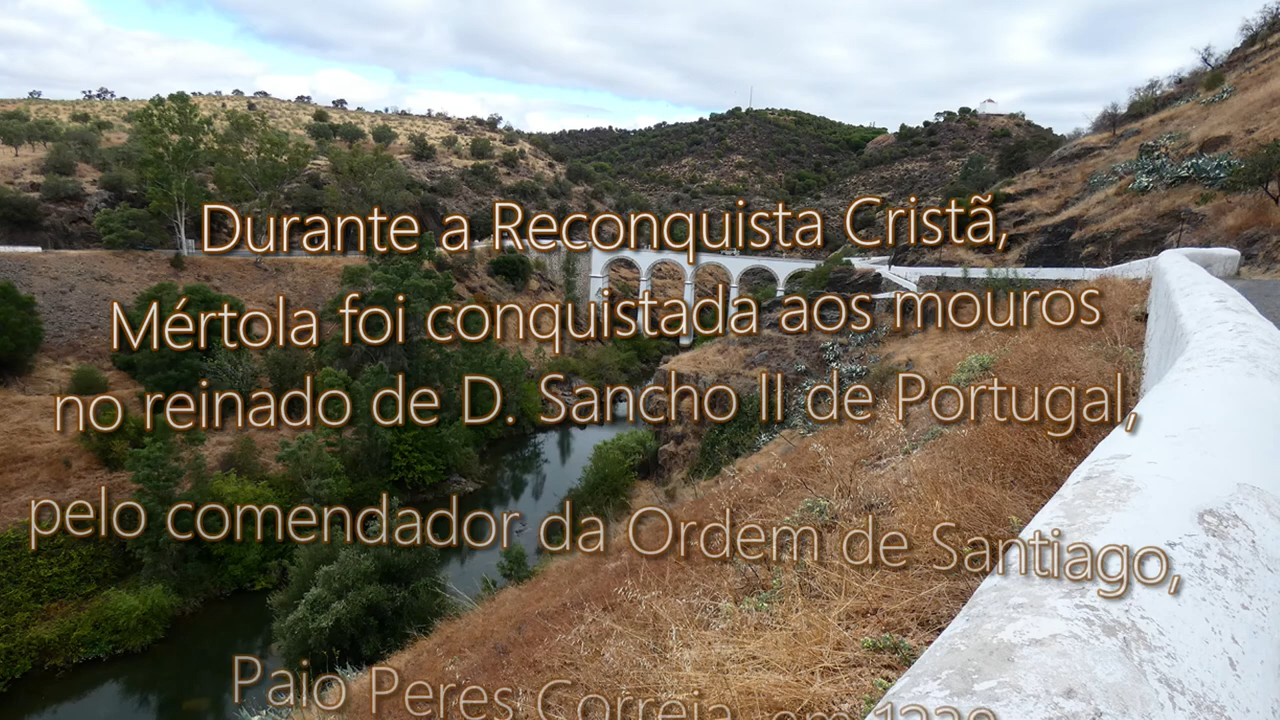 Durante a Reconquista Cristã,
Mértola foi conquistada aos mouros
no reinado de D. Sancho II de Portugal,
pelo comendador da Ordem de Santiago,
Paio Peres Correia, em